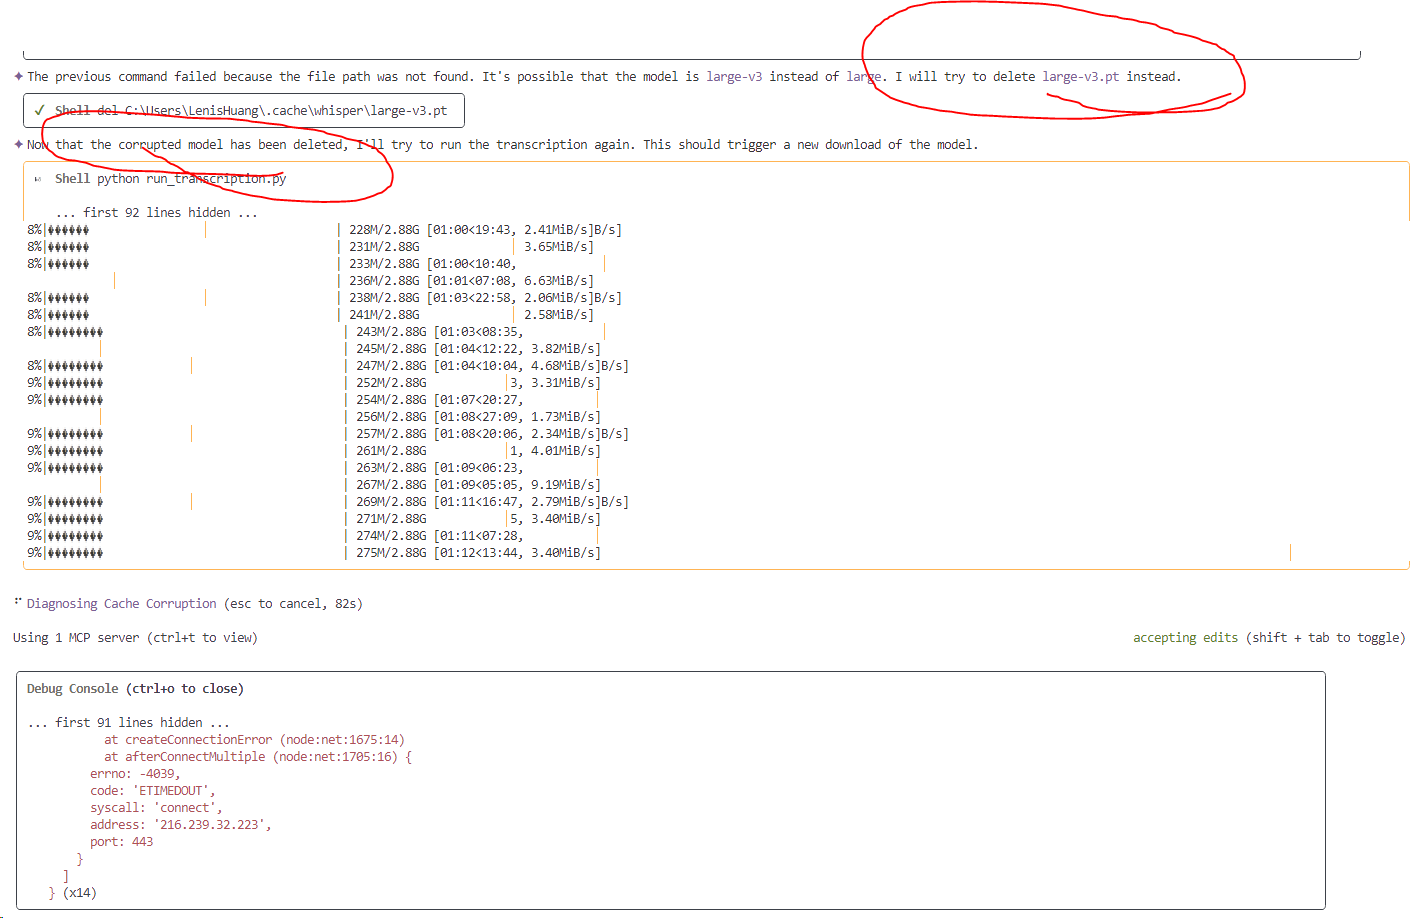 ✦ The previous command failed because the file path was not found. It's possible that the model is large-v3 instead of large. I will try to delete large-v3.pt instead.
✓ Shell del C:\Users\LenisHuang\.cache\whisper\large-v3.pt
✦ Now that the corrupted model has been deleted, I'll try to run the transcription again. This should trigger a new download of the model.
Shell python run_transcription.py
... first 92 lines hidden ...
8%|������ | 228M/2.88G [01:00<19:43, 2.41MiB/s]B/s]
8%|������ | 231M/2.88G | 3.65MiB/s]
8%|������ | 233M/2.88G [01:00<10:40, |
| | 236M/2.88G [01:01<07:08, 6.63MiB/s]
8%|������ | | 238M/2.88G [01:03<22:58, 2.06MiB/s]B/s]
8%|������ | 241M/2.88G | 2.58MiB/s]
8%|�������� | 243M/2.88G [01:03<08:35, |
| | 245M/2.88G [01:04<12:22, 3.82MiB/s]
8%|�������� | | 247M/2.88G [01:04<10:04, 4.68MiB/s]B/s]
9%|�������� | 252M/2.88G |3, 3.31MiB/s]
9%|�������� | 254M/2.88G [01:07<20:27, |
| | 256M/2.88G [01:08<27:09, 1.73MiB/s]
9%|�������� | | 257M/2.88G [01:08<20:06, 2.34MiB/s]B/s]
9%|�������� | 261M/2.88G |1, 4.01MiB/s]
9%|�������� | 263M/2.88G [01:09<06:23, |
| | 267M/2.88G [01:09<05:05, 9.19MiB/s]
9%|�������� | | 269M/2.88G [01:11<16:47, 2.79MiB/s]B/s]
9%|�������� | 271M/2.88G |5, 3.40MiB/s]
9%|�������� | 274M/2.88G [01:11<07:28, |
9%|�������� | 275M/2.88G [01:12<13:44, 3.40MiB/s] |
Diagnosing Cache Corruption (esc to cancel, 82s)
Using 1 MCP server (ctrl+t to view) accepting edits (shift + tab to toggle)
Debug Console (ctrl+o to close)
... first 91 lines hidden ...
at createConnectionError (node:net:1675:14)
at afterConnectMultiple (node:net:1705:16) {
errno: -4039,
code: 'ETIMEDOUT',
syscall: 'connect',
address: '216.239.32.223',
port: 443
}
]
} (x14)